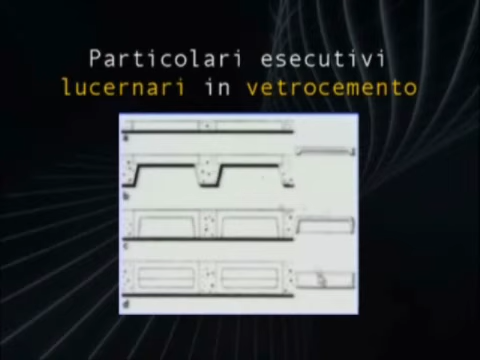 Particolari esecutivi
lucernari in vetrocemento
a
b
c
d